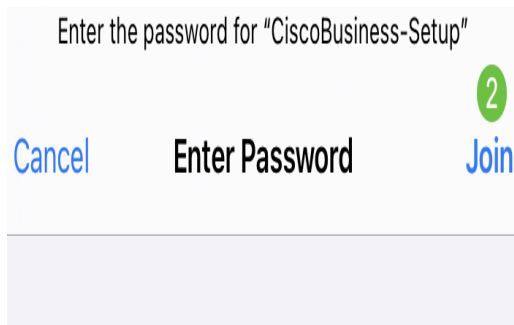 Enter the password for “CiscoBusiness-Setup”
2
Cancel Enter Password Join